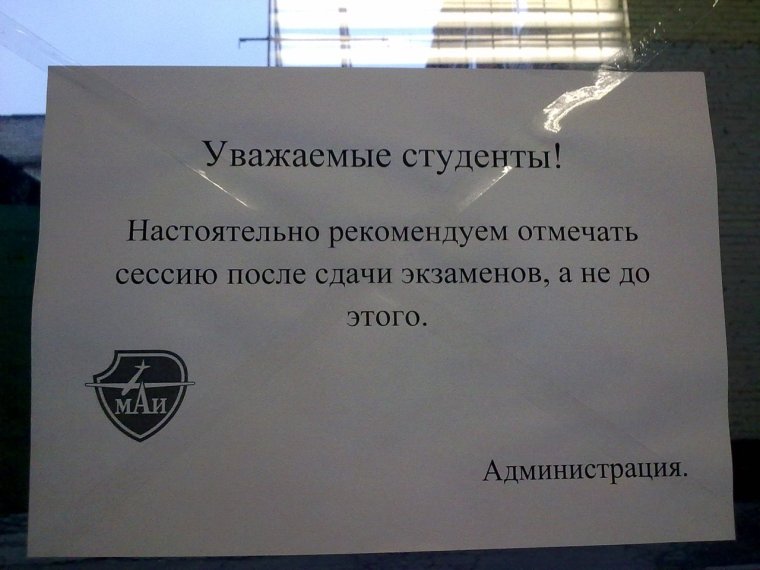 Уважаемые студенты!
Настоятельно рекомендуем отмечать
сессию после сдачи экзаменов, а не до
этого.
МАИ
Администрация.